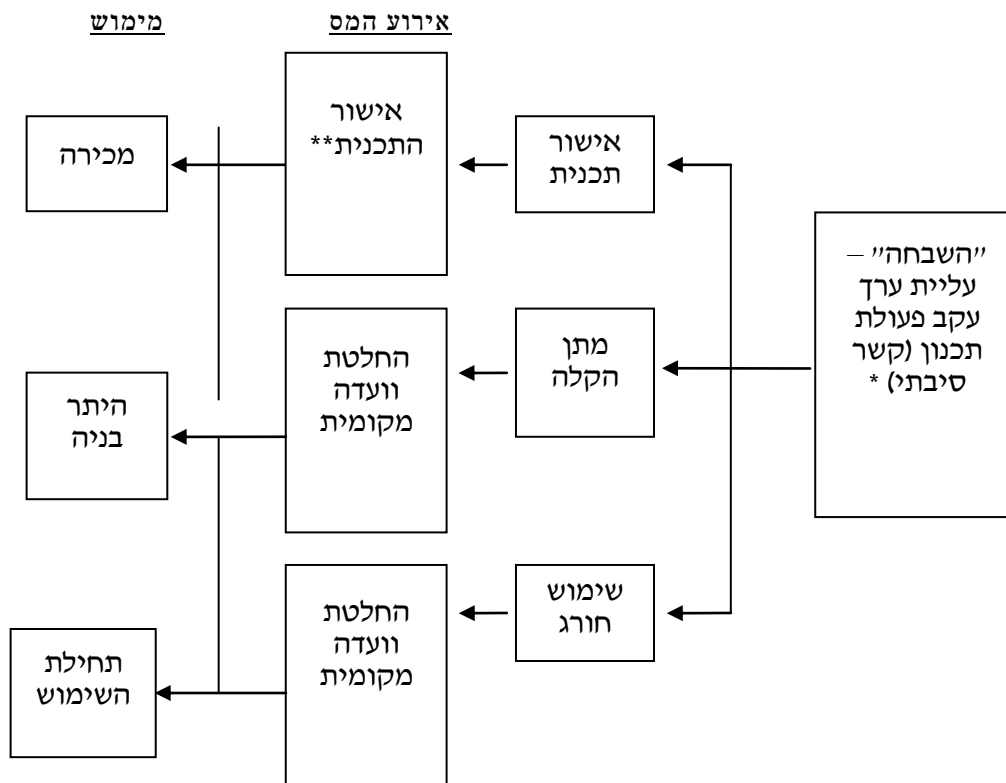 אירוע המס
מימוש
"השבחה" –
עליית ערך
עקב פעולת
תכנון (קשר
סיבתי) *
אישור
תכנית
אישור
התכנית**
מכירה
מתן
הקלה
החלטת
וועדה
מקומית
היתר
בניה
שימוש
חורג
החלטת
וועדה
מקומית
תחילת
השימוש